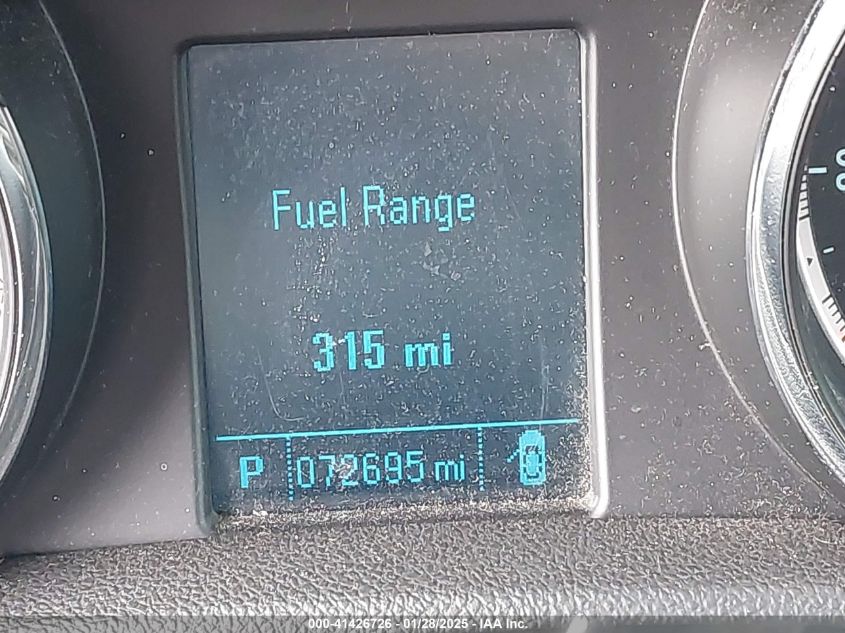 Fuel Range
315 mi
P 072695 mi
000-41426726 - 01/28/2025 - IAA Inc.